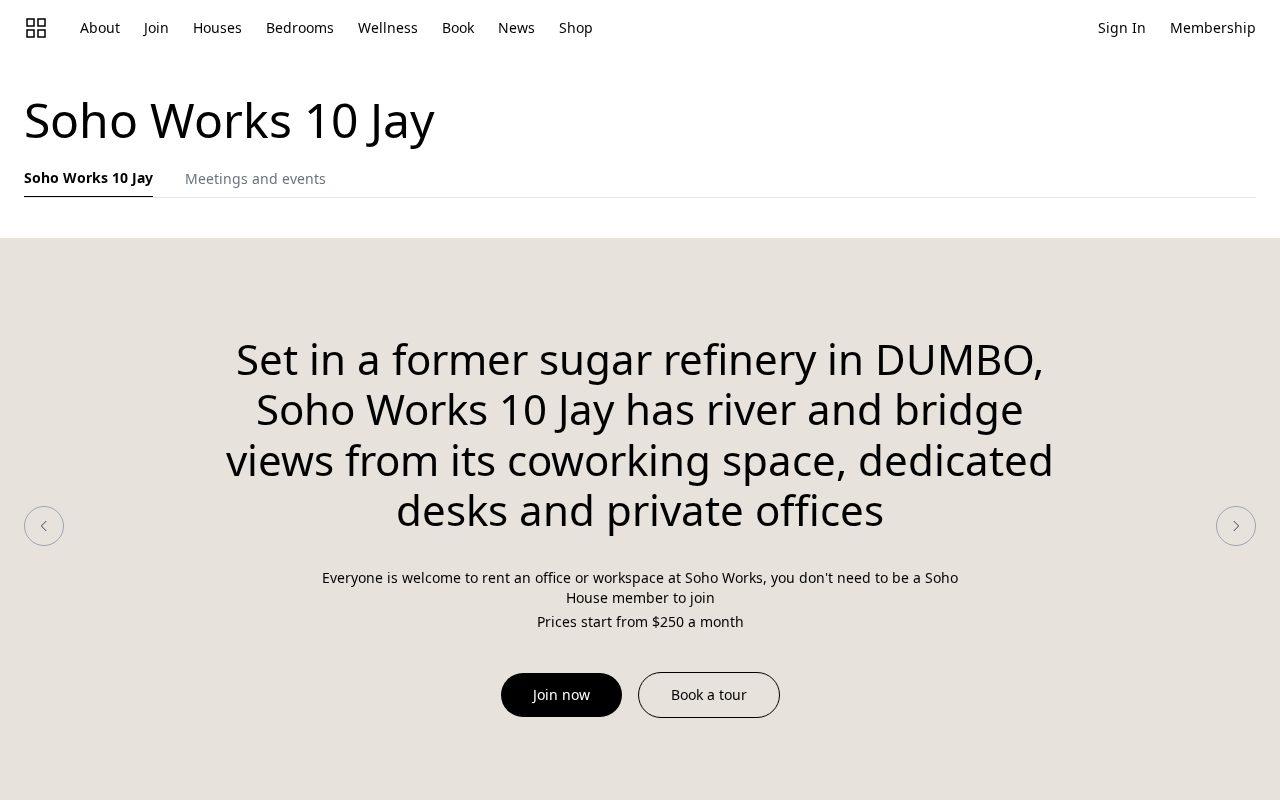 About Join Houses Bedrooms Wellness Book News Shop Sign In Membership
Soho Works 10 Jay
Soho Works 10 Jay Meetings and events
Set in a former sugar refinery in DUMBO,
Soho Works 10 Jay has river and bridge
views from its coworking space, dedicated
desks and private offices
Everyone is welcome to rent an office or workspace at Soho Works, you don't need to be a Soho
House member to join
Prices start from $250 a month
Join now Book a tour